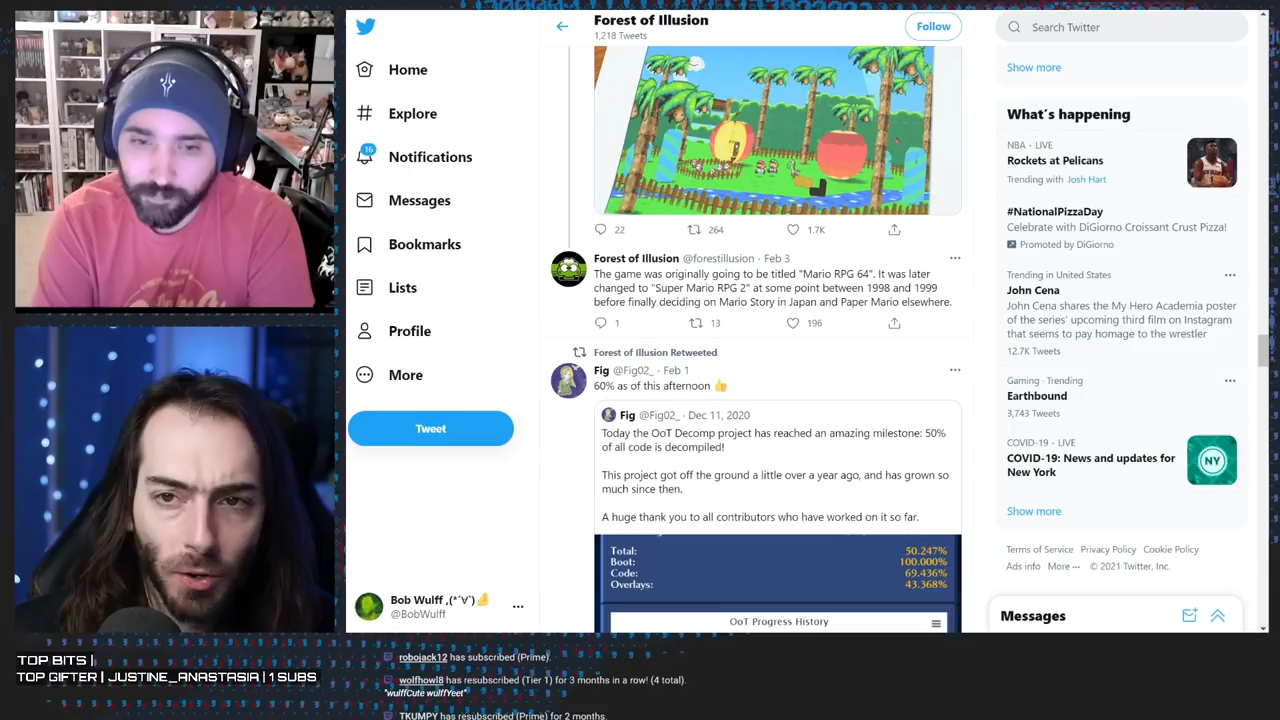 Home
Explore
16
Notifications
Messages
Bookmarks
Lists
Profile
More
Tweet
Bob Wulff ,(*´∀`)👍
@BobWulff
Forest of Illusion
1,218 Tweets
Follow
22
264
1.7K
Forest of Illusion @forestillusion · Feb 3
The game was originally going to be titled "Mario RPG 64". It was later
changed to "Super Mario RPG 2" at some point between 1998 and 1999
before finally deciding on Mario Story in Japan and Paper Mario elsewhere.
1
13
196
Forest of Illusion Retweeted
Fig @Fig02_ · Feb 1
60% as of this afternoon 👍
Fig @Fig02_ · Dec 11, 2020
Today the OoT Decomp project has reached an amazing milestone: 50%
of all code is decompiled!
This project got off the ground a little over a year ago, and has grown so
much since then.
A huge thank you to all contributors who have worked on it so far.
Total: 50.247%
Boot: 100.000%
Code: 69.436%
Overlays: 43.368%
OoT Progress History
Search Twitter
Show more
What's happening
NBA · LIVE
Rockets at Pelicans
Trending with Josh Hart
#NationalPizzaDay
Celebrate with DiGiorno Croissant Crust Pizza!
Promoted by DiGiorno
Trending in United States
John Cena
John Cena shares the My Hero Academia poster
of the series' upcoming third film on Instagram
that seems to pay homage to the wrestler
12.7K Tweets
Gaming · Trending
Earthbound
3,743 Tweets
COVID-19 · LIVE
COVID-19: News and updates for
New York
NY
Show more
Terms of Service Privacy Policy Cookie Policy
Ads info More ··· © 2021 Twitter, Inc.
Messages
TOP BITS |
TOP GIFTER | JUSTINE_ANASTASIA | 1 SUBS
robojack12 has subscribed (Prime).
wolfhowl8 has resubscribed (Tier 1) for 3 months in a row! (4 total).
"wulffCute wulffYeet"
TKUMPY has resubscribed (Prime) for 2 months.